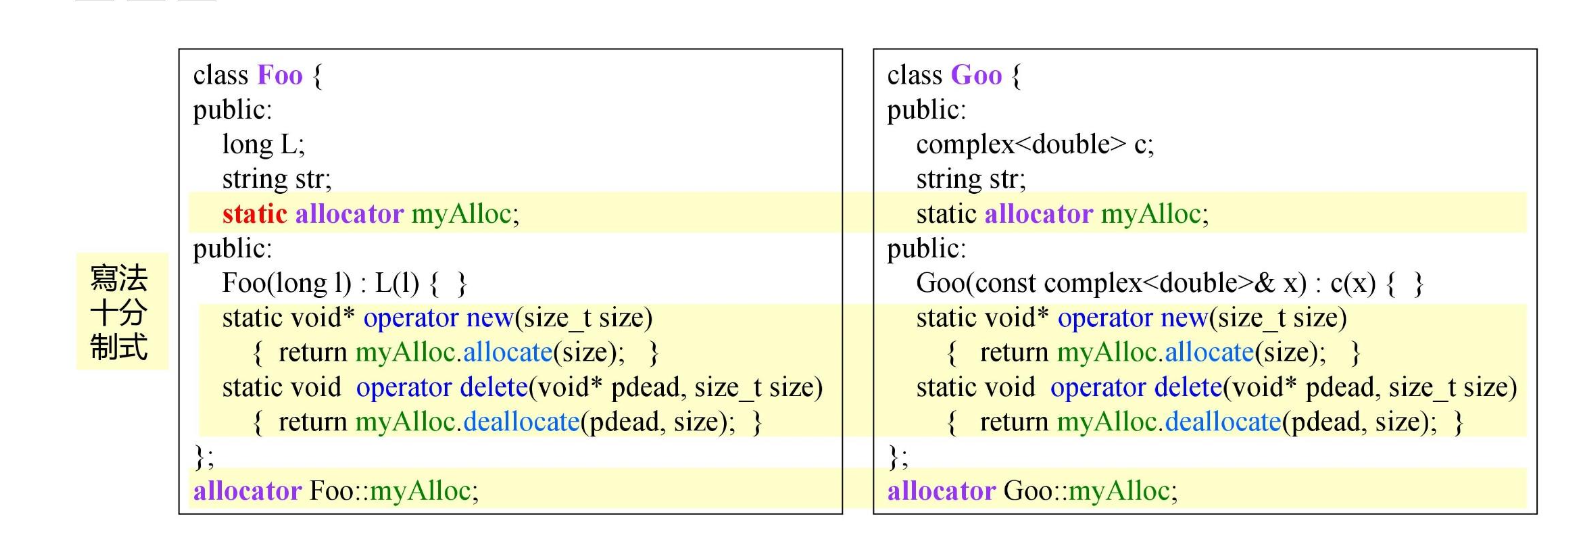 寫法
十分
制式
class Foo {
public:
long L;
string str;
static allocator myAlloc;
public:
Foo(long l) : L(l) { }
static void* operator new(size_t size)
{ return myAlloc.allocate(size); }
static void operator delete(void* pdead, size_t size)
{ return myAlloc.deallocate(pdead, size); }
};
allocator Foo::myAlloc;
class Goo {
public:
complex<double> c;
string str;
static allocator myAlloc;
public:
Goo(const complex<double>& x) : c(x) { }
static void* operator new(size_t size)
{ return myAlloc.allocate(size); }
static void operator delete(void* pdead, size_t size)
{ return myAlloc.deallocate(pdead, size); }
};
allocator Goo::myAlloc;